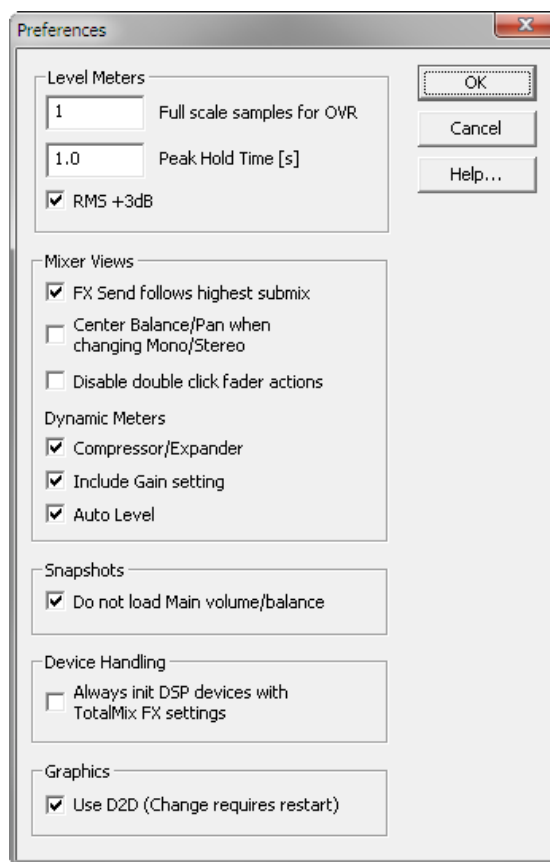 Preferences
Level Meters
1
Full scale samples for OVR
1.0
Peak Hold Time [s]
RMS +3dB
OK
Cancel
Help...
Mixer Views
FX Send follows highest submix
Center Balance/Pan when
changing Mono/Stereo
Disable double click fader actions
Dynamic Meters
Compressor/Expander
Include Gain setting
Auto Level
Snapshots
Do not load Main volume/balance
Device Handling
Always init DSP devices with
TotalMix FX settings
Graphics
Use D2D (Change requires restart)